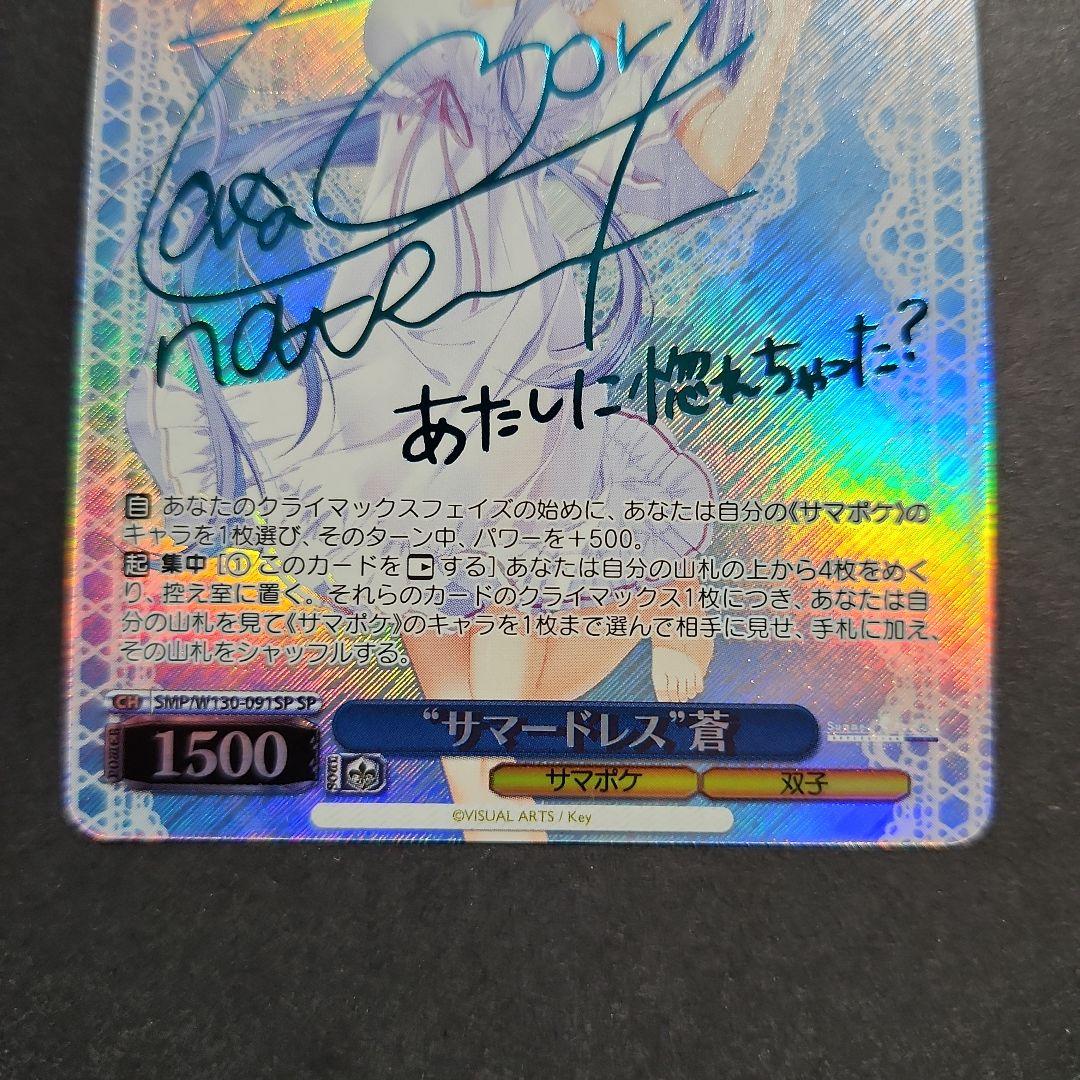 あたしに惚れちゃった?
自 あなたのクライマックスフェイズの始めに、あなたは自分の《サマポケ》の
キャラを1枚選び、そのターン中、パワーを+500。
起 集中 [① このカードを する] あなたは自分の山札の上から4枚をめく
り、控え室に置く。それらのカードのクライマックス1枚につき、あなたは自
分の山札を見て《サマポケ》のキャラを1枚まで選んで相手に見せ、手札に加え、
その山札をシャッフルする。
CH SMP/W130-091SP SP
POWER 1500
“サマードレス”蒼
サマポケ 双子
©VISUAL ARTS / Key